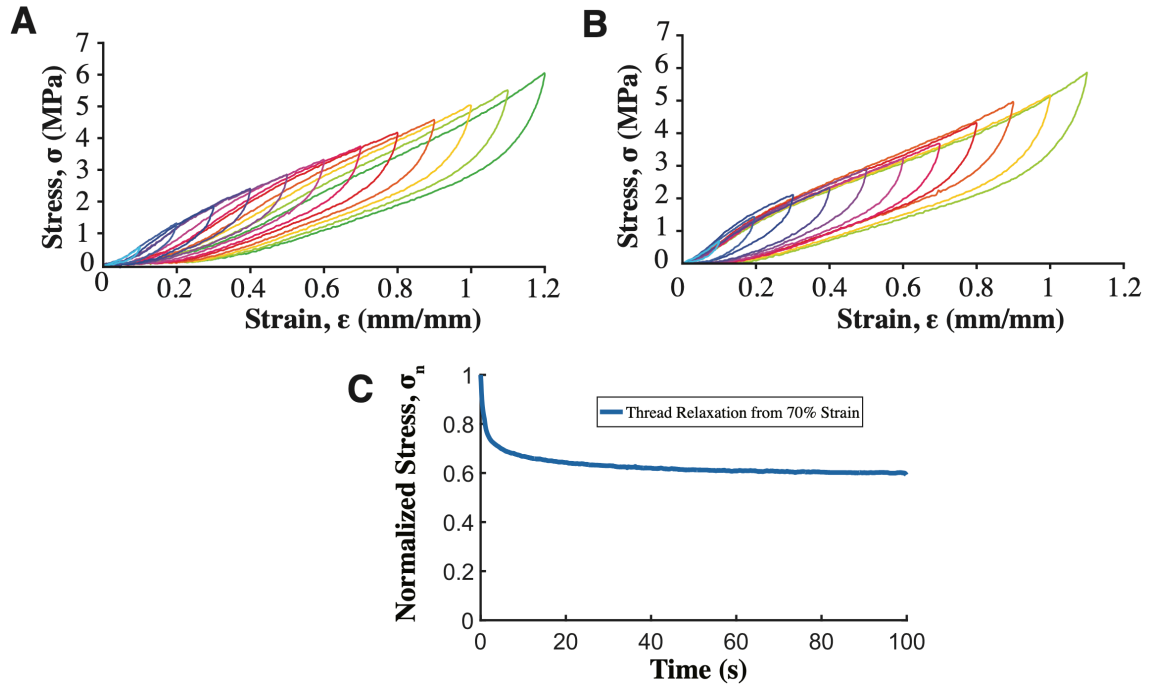 A
7
6
5
4
3
2
1
0
Stress, σ (MPa)
0 0.2 0.4 0.6 0.8 1 1.2
Strain, ε (mm/mm)
B
7
6
5
4
3
2
1
0
Stress, σ (MPa)
0 0.2 0.4 0.6 0.8 1 1.2
Strain, ε (mm/mm)
C
1
0.8
0.6
0.4
0.2
0
Normalized Stress, σn
Thread Relaxation from 70% Strain
0 20 40 60 80 100
Time (s)